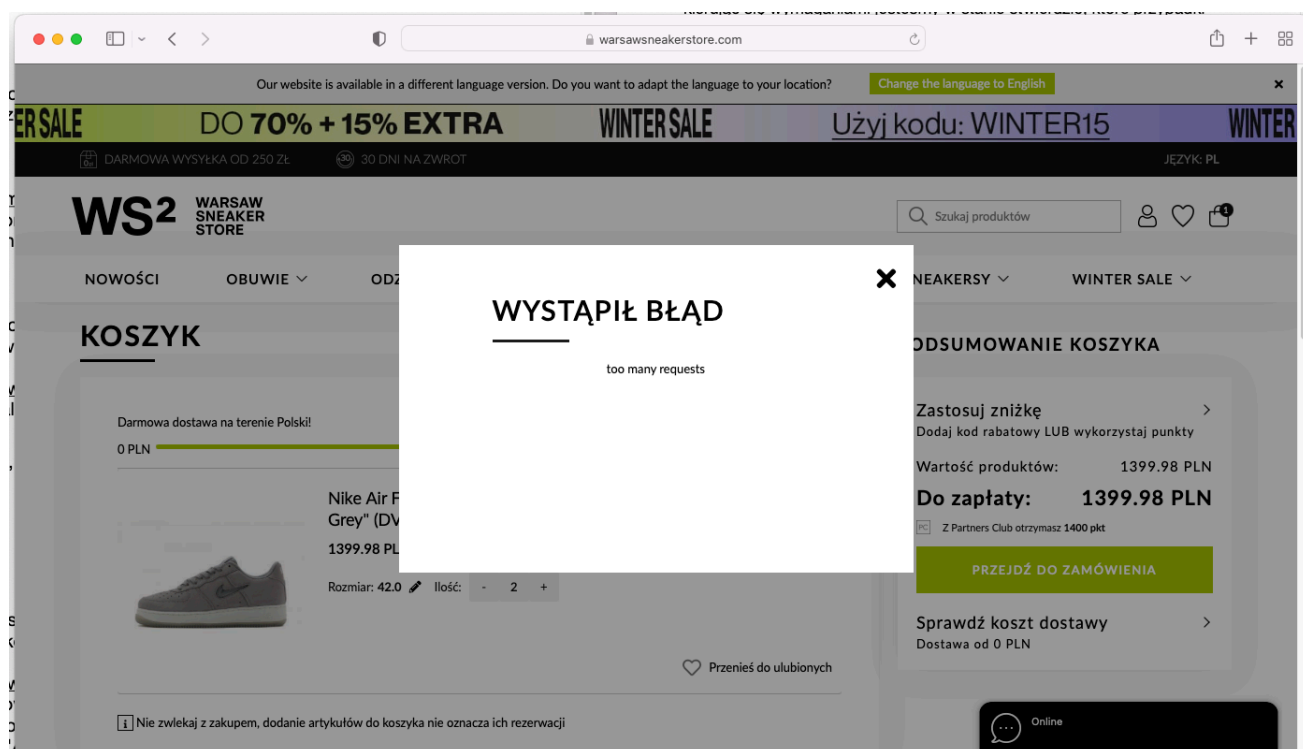 warsawsneakerstore.com
Our website is available in a different language version. Do you want to adapt the language to your location?
Change the language to English
ER SALE
DO 70% + 15% EXTRA
WINTER SALE
Użyj kodu: WINTER15
WINTER
DARMOWA WYSYŁKA OD 250 ZŁ
30 DNI NA ZWROT
JĘZYK: PL
WS2
WARSAW
SNEAKER
STORE
Szukaj produktów
1
NOWOŚCI
OBUWIE
ODZ
NEAKERSY
WINTER SALE
KOSZYK
WYSTĄPIŁ BŁĄD
too many requests
ODSUMOWANIE KOSZYKA
Darmowa dostawa na terenie Polski!
0 PLN
Nike Air F
Grey" (DV
1399.98 PL
Rozmiar: 42.0
Ilość:
- 2 +
Przenieś do ulubionych
Nie zwlekaj z zakupem, dodanie artykułów do koszyka nie oznacza ich rezerwacji
Zastosuj zniżkę
Dodaj kod rabatowy LUB wykorzystaj punkty
Wartość produktów: 1399.98 PLN
Do zapłaty: 1399.98 PLN
PC
Z Partners Club otrzymasz 1400 pkt
PRZEJDŹ DO ZAMÓWIENIA
Sprawdź koszt dostawy
Dostawa od 0 PLN
Online